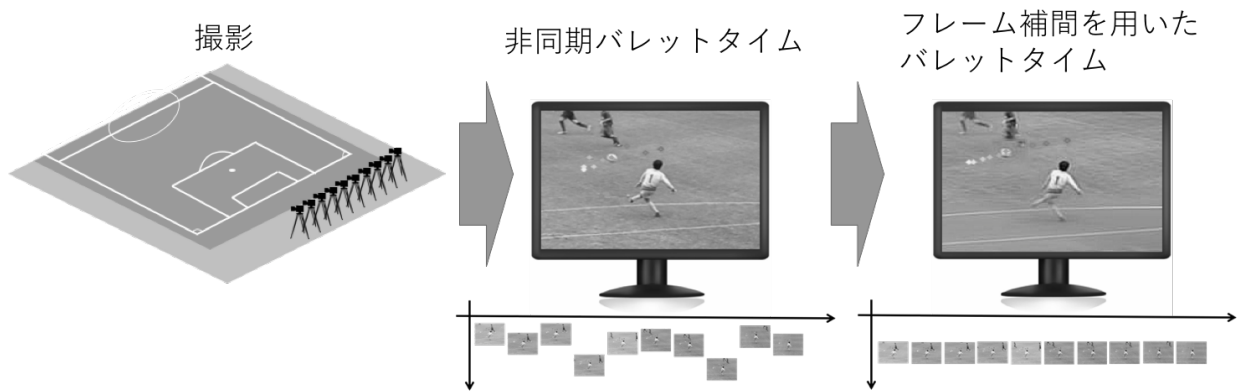 撮影
非同期バレットタイム
フレーム補間を用いた
バレットタイム